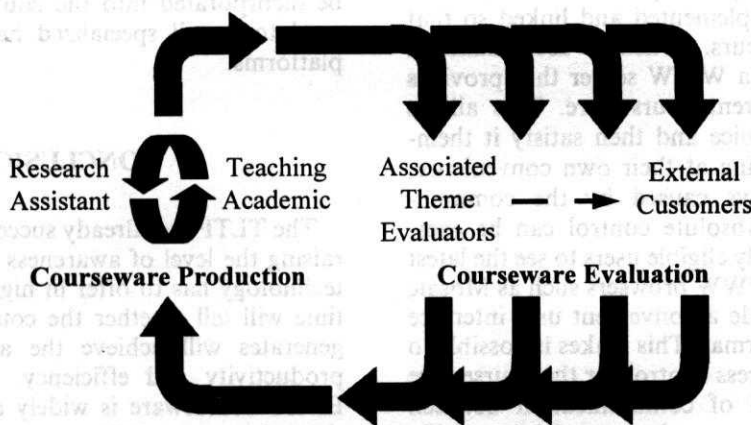 Research
Assistant
Teaching
Academic
Courseware Production
Associated
Theme
Evaluators
External
Customers
Courseware Evaluation